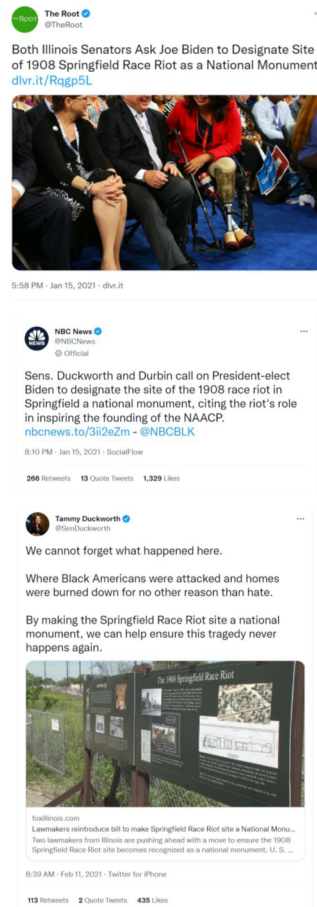 The Root
The Root
@TheRoot
Both Illinois Senators Ask Joe Biden to Designate Site
of 1908 Springfield Race Riot as a National Monument
dlvr.it/Rqgp5L
5:58 PM · Jan 15, 2021 · dlvr.it
NBC News
NEWS
@NBCNews
Official
Sens. Duckworth and Durbin call on President-elect
Biden to designate the site of the 1908 race riot in
Springfield a national monument, citing the riot's role
in inspiring the founding of the NAACP.
nbcnews.to/3ii2eZm - @NBCBLK
8:10 PM · Jan 15, 2021 · SocialFlow
266 Retweets 13 Quote Tweets 1,329 Likes
Tammy Duckworth
@SenDuckworth
We cannot forget what happened here.
Where Black Americans were attacked and homes
were burned down for no other reason than hate.
By making the Springfield Race Riot site a national
monument, we can help ensure this tragedy never
happens again.
The 1908 Springfield Race Riot
foxillinois.com
Lawmakers reintroduce bill to make Springfield Race Riot site a National Monu...
Two lawmakers from Illinois are pushing ahead with a move to ensure the 1908
Springfield Race Riot site becomes recognized as a national monument. U. S. ...
8:39 AM · Feb 11, 2021 · Twitter for iPhone
113 Retweets 2 Quote Tweets 435 Likes